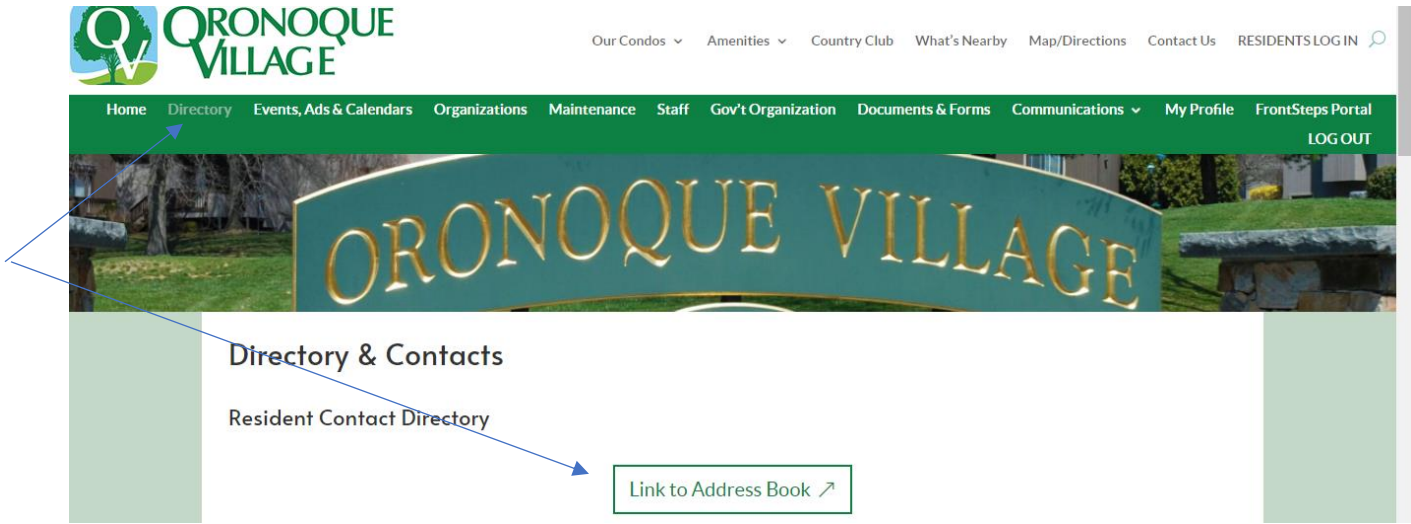 ORONOQUE
VILLAGE
Our Condos Amenities Country Club What's Nearby Map/Directions Contact Us RESIDENTS LOG IN
Home Directory Events, Ads & Calendars Organizations Maintenance Staff Gov't Organization Documents & Forms Communications My Profile FrontSteps Portal
LOG OUT
ORONOQUE VILLAGE
Directory & Contacts
Resident Contact Directory
Link to Address Book ↗